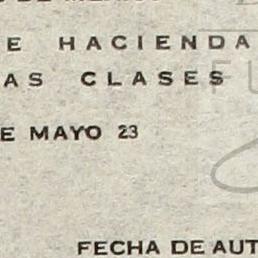 E HACIENDA
AS CLASES
E MAYO 23
FECHA DE AUT